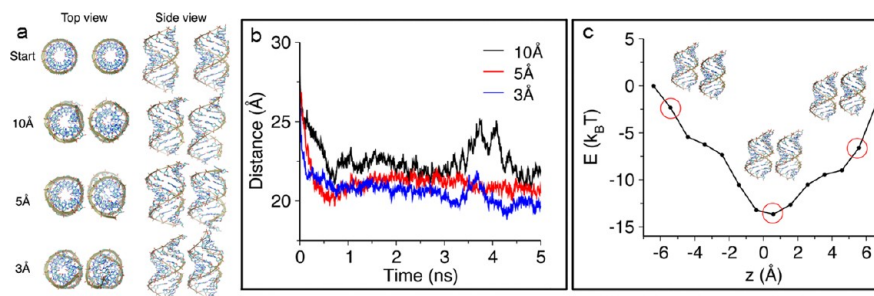 a
Top view Side view
Start
10Å
5Å
3Å
b
30
25
20
Distance (Å)
0 1 2 3 4 5
Time (ns)
10Å
5Å
3Å
c
5
0
-5
-10
-15
E (kBT)
-6 -4 -2 0 2 4 6
z (Å)